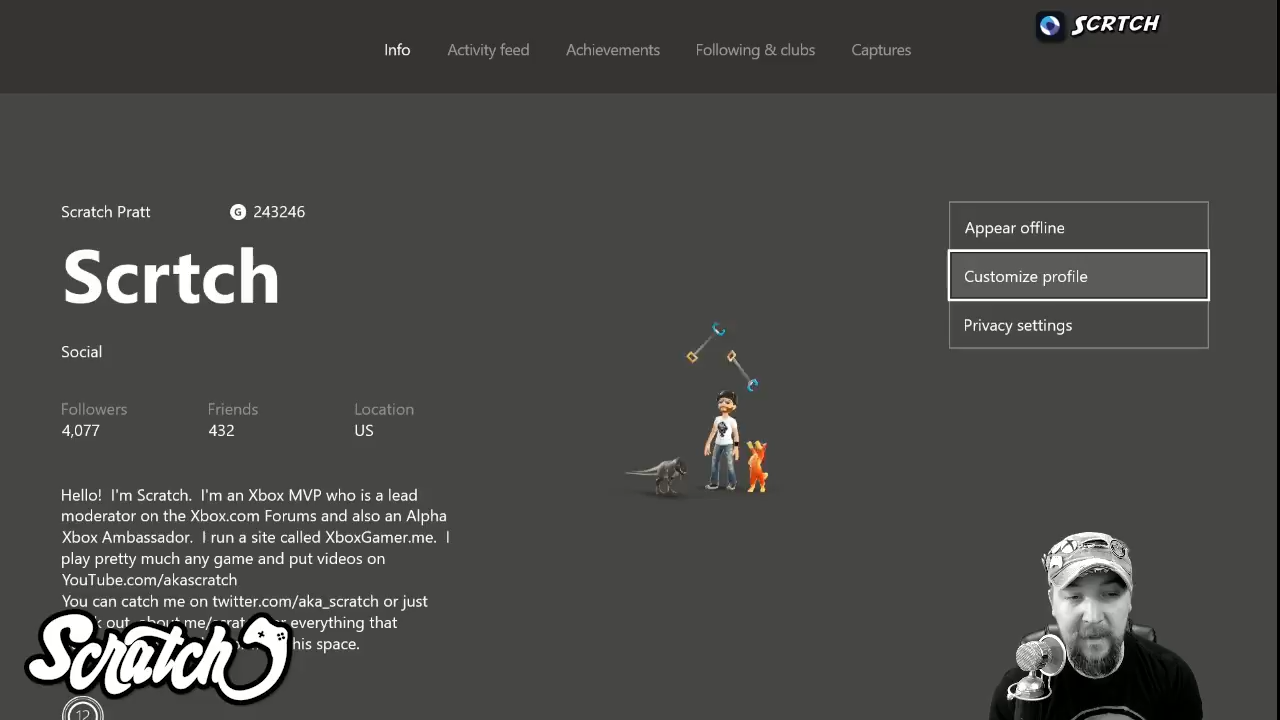 SCRTCH
Info Activity feed Achievements Following & clubs Captures
Scratch Pratt G 243246
Scrtch
Social
Followers Friends Location
4,077 432 US
Hello! I'm Scratch. I'm an Xbox MVP who is a lead
moderator on the Xbox.com Forums and also an Alpha
Xbox Ambassador. I run a site called XboxGamer.me. I
play pretty much any game and put videos on
YouTube.com/akascratch
You can catch me on twitter.com/aka_scratch or just
out everything that
this space.
Appear offline
Customize profile
Privacy settings
Scratch
12